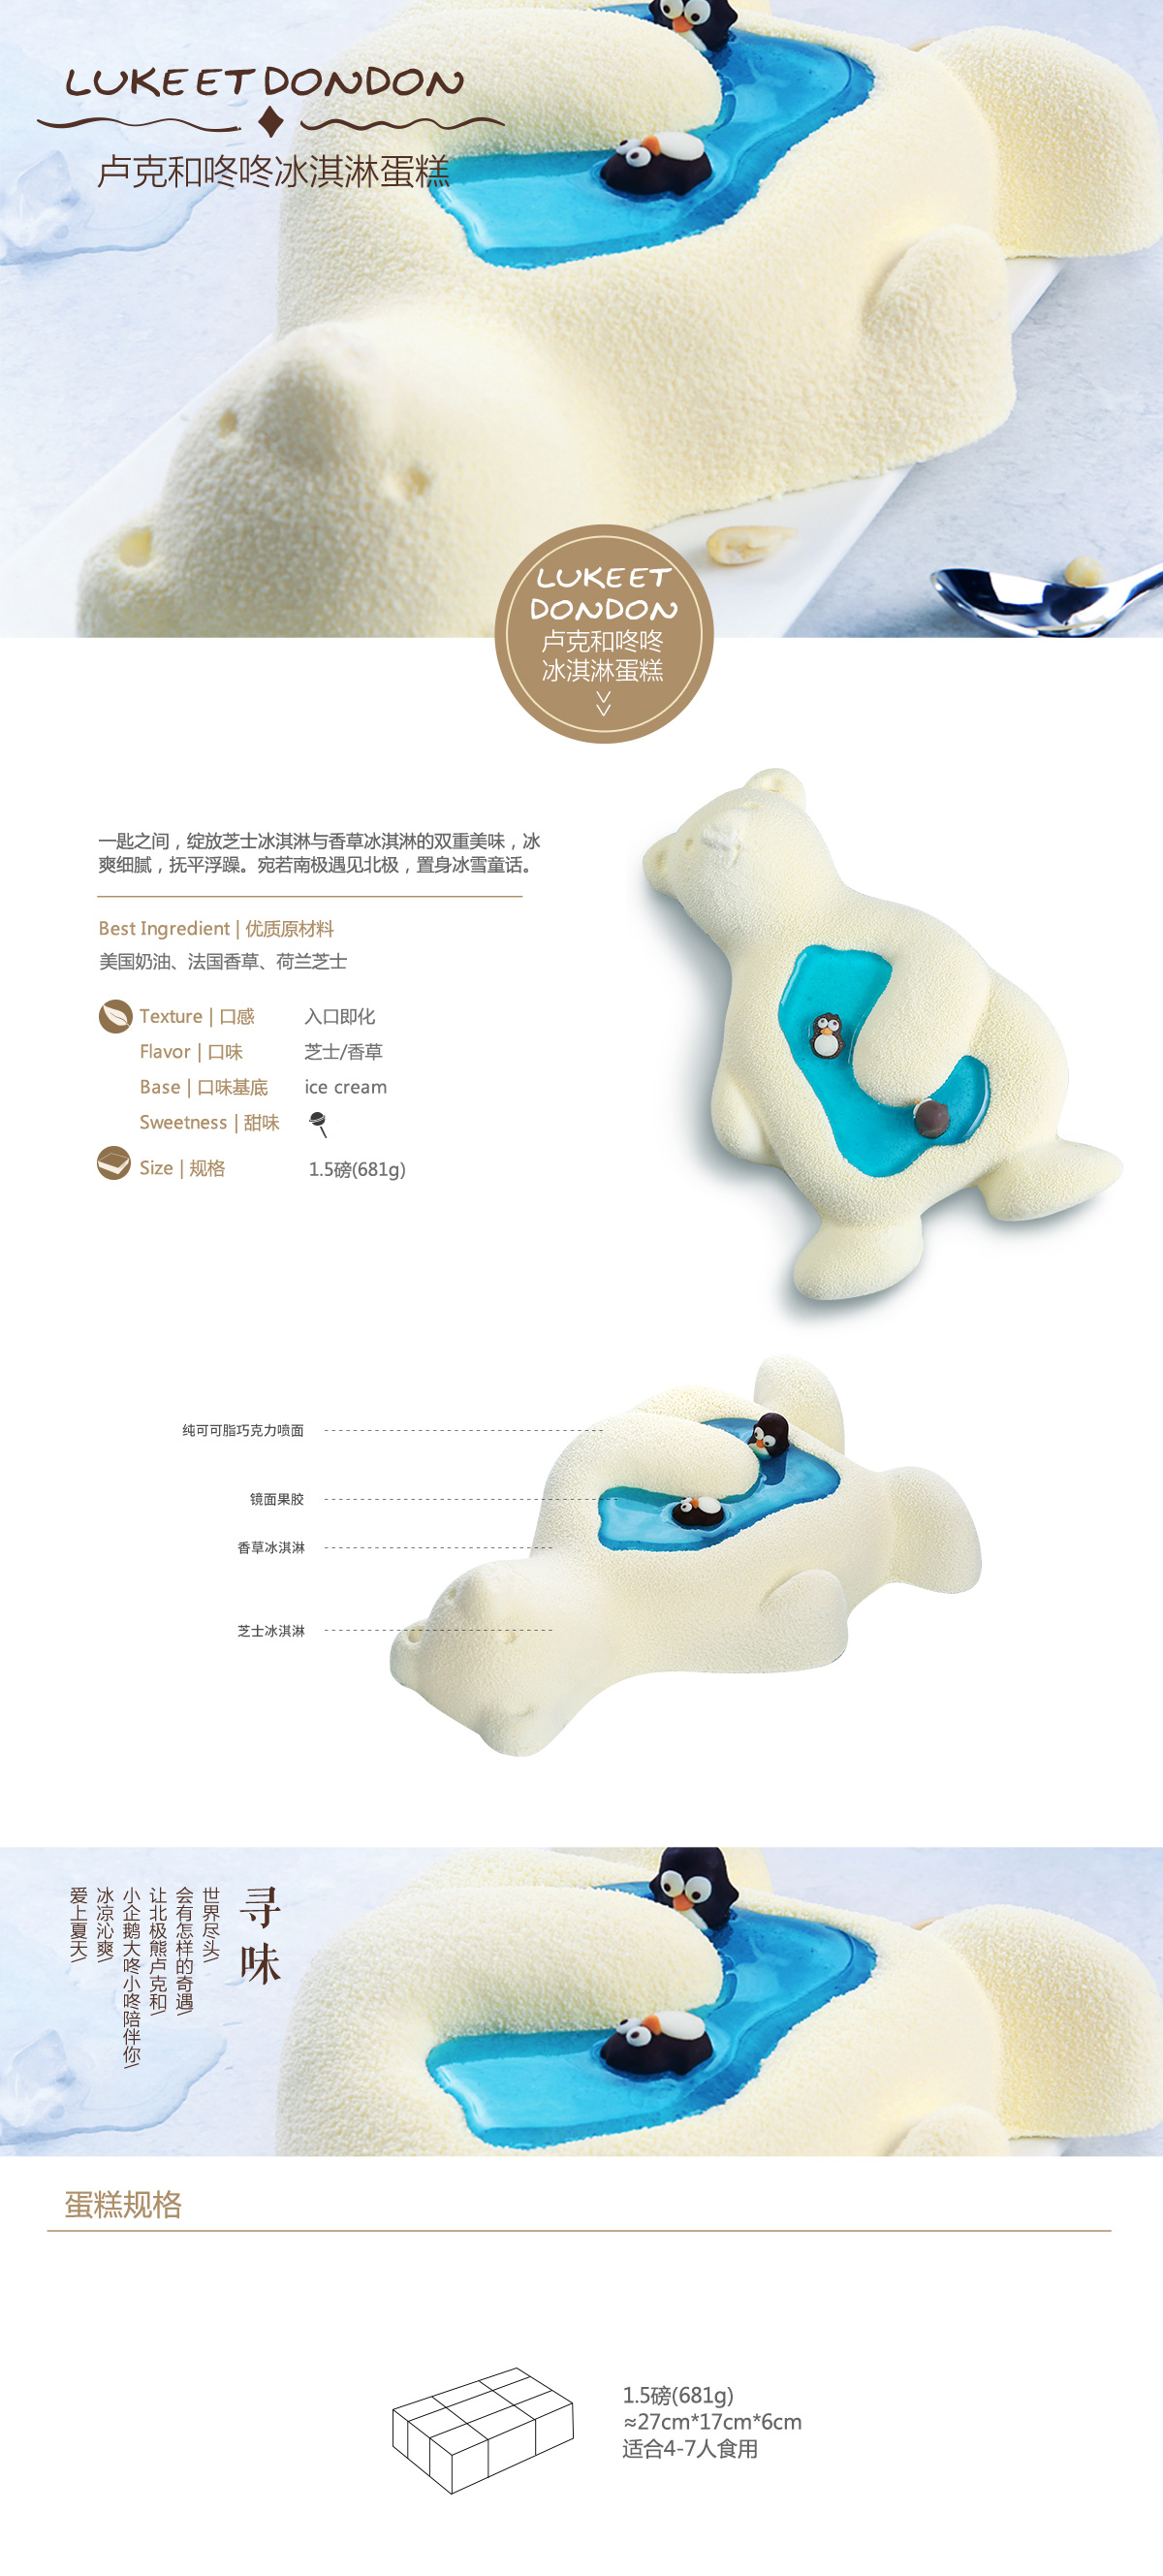 LUKE ET DONDON
卢克和咚咚冰淇淋蛋糕
LUKE ET
DONDON
卢克和咚咚
冰淇淋蛋糕
一匙之间，绽放芝士冰淇淋与香草冰淇淋的双重美味，冰
爽细腻，抚平浮躁。宛若南极遇见北极，置身冰雪童话。
Best Ingredient | 优质原材料
美国奶油、法国香草、荷兰芝士
Texture | 口感 入口即化
Flavor | 口味 芝士/香草
Base | 口味基底 ice cream
Sweetness | 甜味
Size | 规格 1.5磅(681g)
纯可可脂巧克力喷面
镜面果胶
香草冰淇淋
芝士冰淇淋
寻味
世界尽头/
会有怎样的奇遇/
让北极熊卢克和/
小企鹅大咚小咚陪伴你/
冰凉沁爽/
爱上夏天/
蛋糕规格
1.5磅(681g)
≈27cm*17cm*6cm
适合4-7人食用